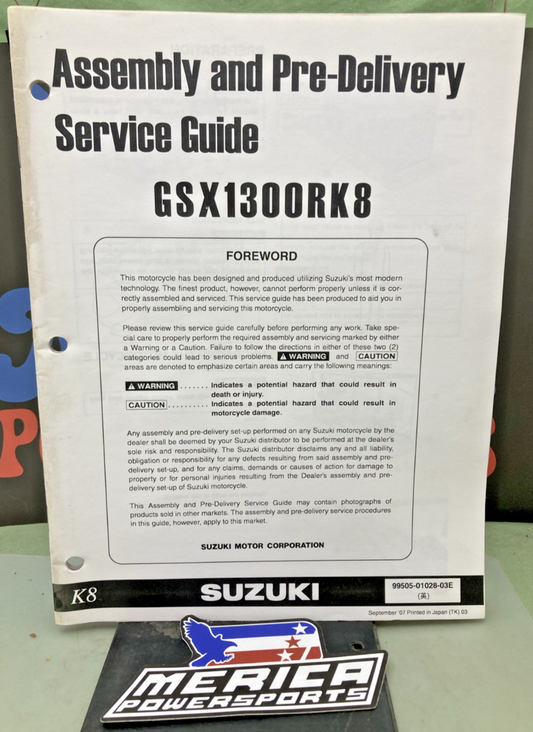 Assembly and Pre-Delivery
Service Guide
GSX1300RK8
FOREWORD
This motorcycle has been designed and produced utilizing Suzuki's most modern
technology. The finest product, however, cannot perform properly unless it is cor-
rectly assembled and serviced. This service guide has been produced to aid you in
properly assembling and servicing this motorcycle.
Please review this service guide carefully before performing any work. Take spe-
cial care to properly perform the required assembly and servicing marked by either
a Warning or a Caution. Failure to follow the directions in either of these two (2)
categories could lead to serious problems. ⚠ WARNING and CAUTION
areas are denoted to emphasize certain areas and carry the following meanings:
⚠ WARNING ....... Indicates a potential hazard that could result in
death or injury.
CAUTION .......... Indicates a potential hazard that could result in
motorcycle damage.
Any assembly and pre-delivery set-up performed on any Suzuki motorcycle by the
dealer shall be deemed by your Suzuki distributor to be performed at the dealer's
sole risk and responsibility. The Suzuki distributor disclaims any and all liability,
obligation or responsibility for any defects resulting from said assembly and pre-
delivery set-up, and for any claims, demands or causes of action for damage to
property or for personal injuries resulting from the Dealer's assembly and pre-
delivery set-up of Suzuki motorcycle.
This Assembly and Pre-Delivery Service Guide may contain photographs of
products sold in other markets. The assembly and pre-delivery service procedures
in this guide, however, apply to this market.
SUZUKI MOTOR CORPORATION
K8 SUZUKI 99505-01028-03E
(英)
September '07 Printed in Japan (TK) 03
MERICA
POWERSPORTS